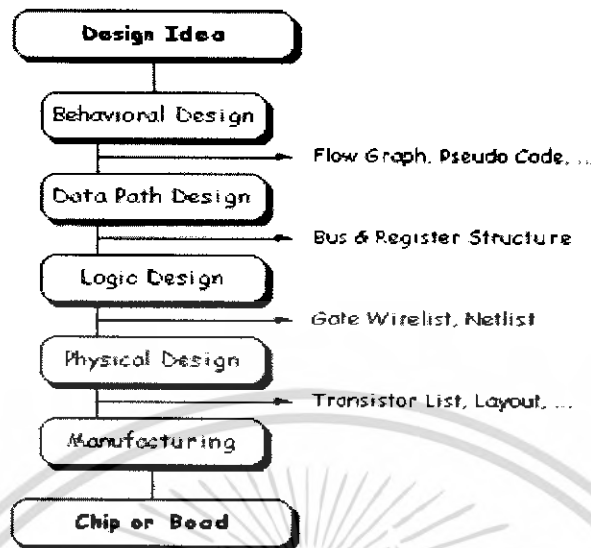 Design Idea
Behavioral Design
Flow Graph, Pseudo Code, ...
Data Path Design
Bus & Register Structure
Logic Design
Gate Wirelist, Netlist
Physical Design
Transistor List, Layout, ...
Manufacturing
Chip or Boad